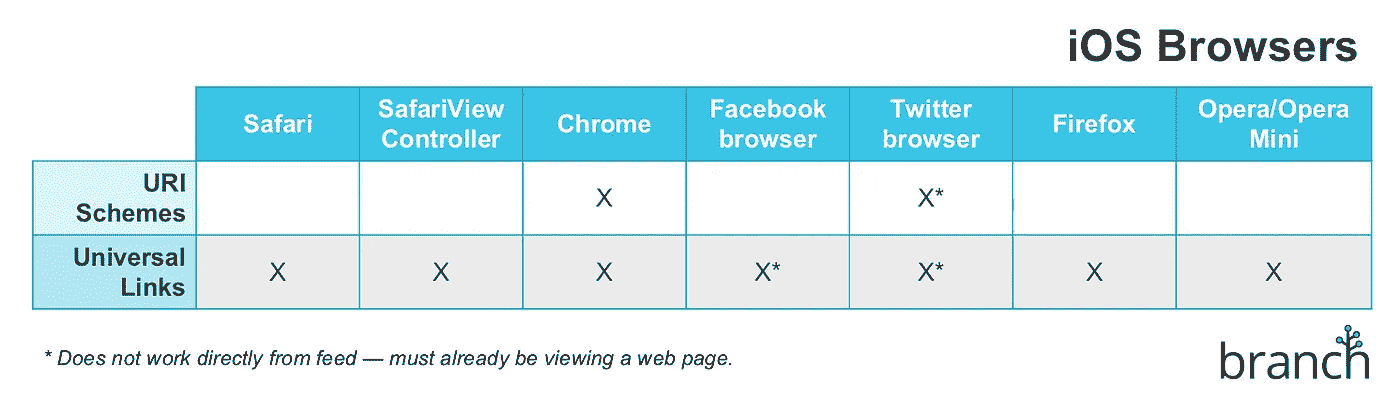 iOS Browsers
Safari
SafariView
Controller
Chrome
Facebook
browser
Twitter
browser
Firefox
Opera/Opera
Mini
URI
Schemes
X
X*
Universal
Links
X
X
X
X*
X*
X
X
* Does not work directly from feed — must already be viewing a web page.
branch